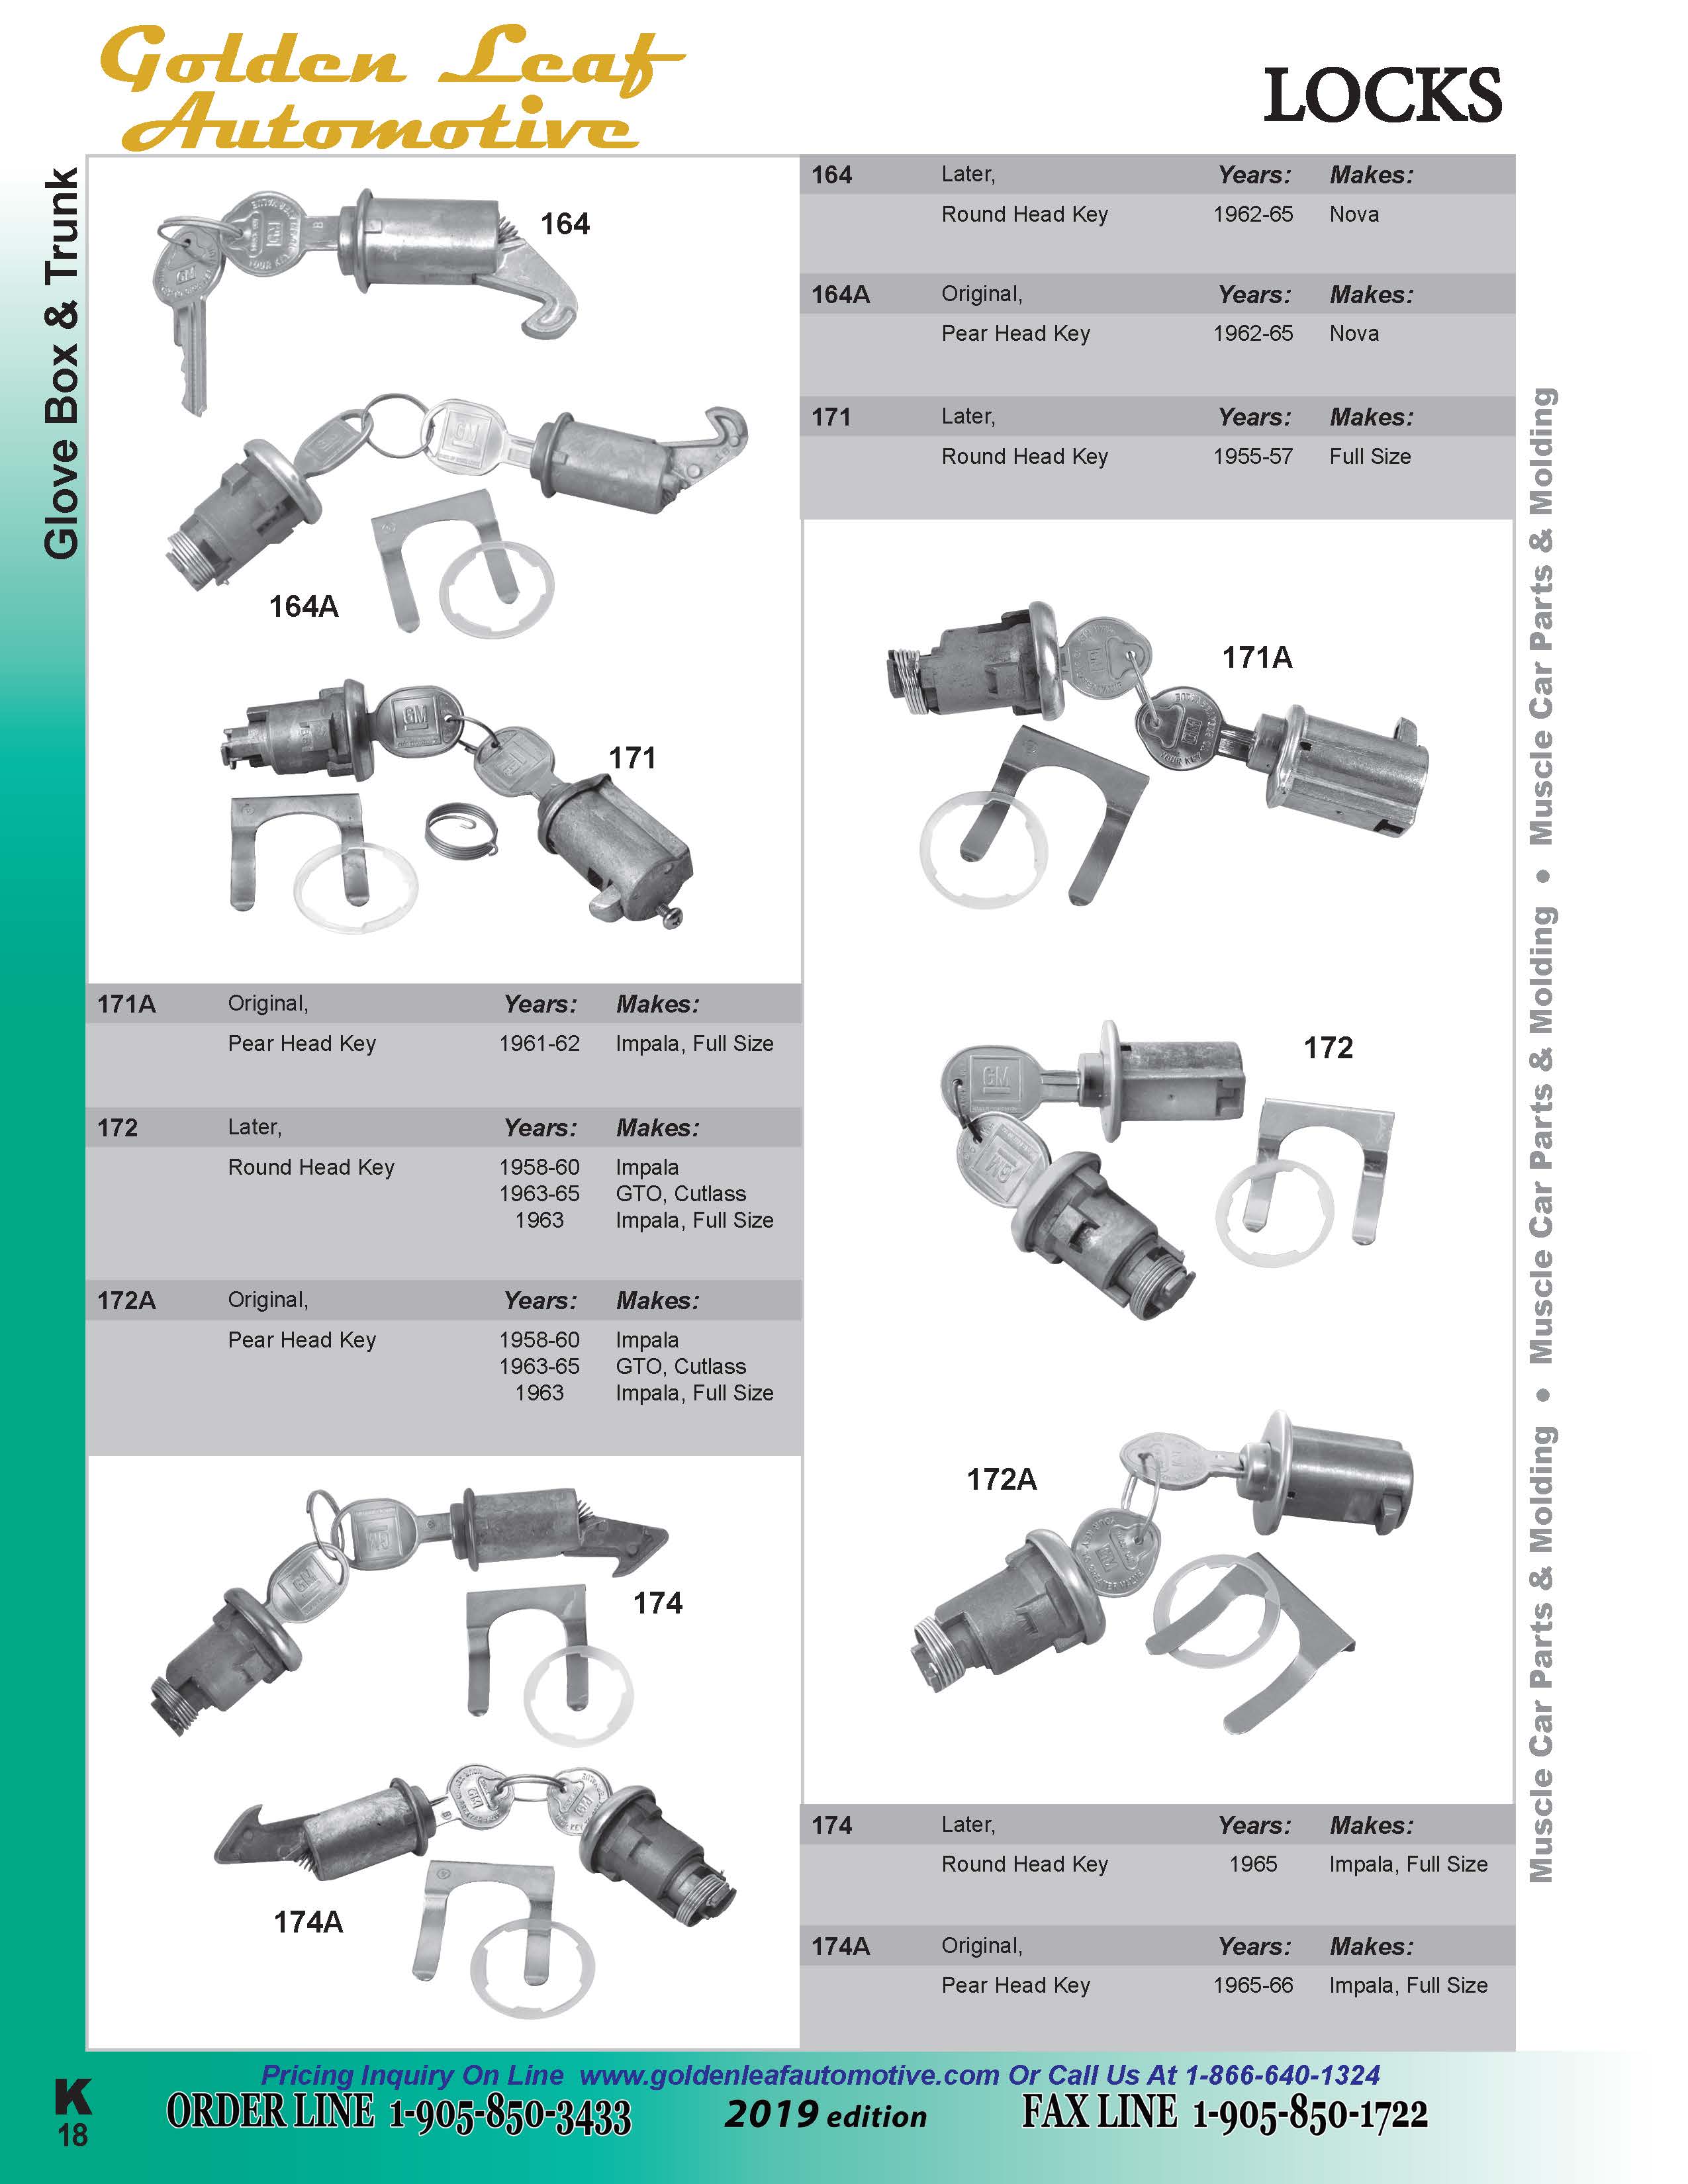 Golden Leaf
Automotive
LOCKS
Glove Box & Trunk
164
164A
171
164 Later, Years: Makes:
Round Head Key 1962-65 Nova
164A Original, Years: Makes:
Pear Head Key 1962-65 Nova
171 Later, Years: Makes:
Round Head Key 1955-57 Full Size
171A
172
172A
171A Original, Years: Makes:
Pear Head Key 1961-62 Impala, Full Size
172 Later, Years: Makes:
Round Head Key 1958-60 Impala
1963-65 GTO, Cutlass
1963 Impala, Full Size
172A Original, Years: Makes:
Pear Head Key 1958-60 Impala
1963-65 GTO, Cutlass
1963 Impala, Full Size
174
174A
174 Later, Years: Makes:
Round Head Key 1965 Impala, Full Size
174A Original, Years: Makes:
Pear Head Key 1965-66 Impala, Full Size
Muscle Car Parts & Molding • Muscle Car Parts & Molding • Muscle Car Parts & Molding
Pricing Inquiry On Line www.goldenleafautomotive.com Or Call Us At 1-866-640-1324
K
18
ORDER LINE 1-905-850-3433 2019 edition FAX LINE 1-905-850-1722